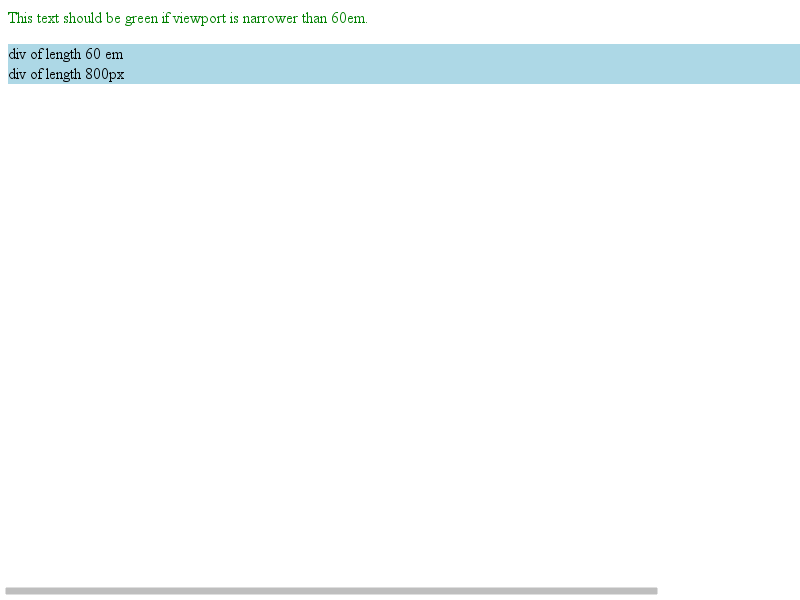 This text should be green if viewport is narrower than 60em.
div of length 60 em
div of length 800px